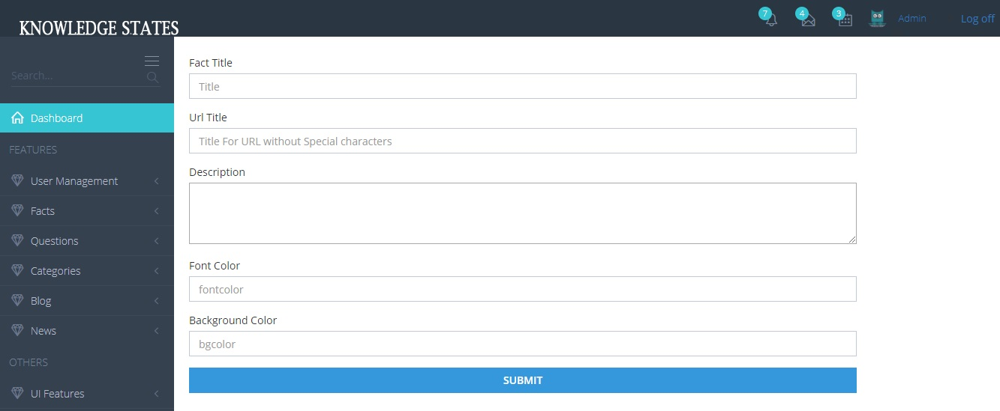 KNOWLEDGE STATES
7
4
3
Admin
Log off
Search...
Dashboard
FEATURES
User Management
Facts
Questions
Categories
Blog
News
OTHERS
UI Features
Fact Title
Title
Url Title
Title For URL without Special characters
Description
Font Color
fontcolor
Background Color
bgcolor
SUBMIT